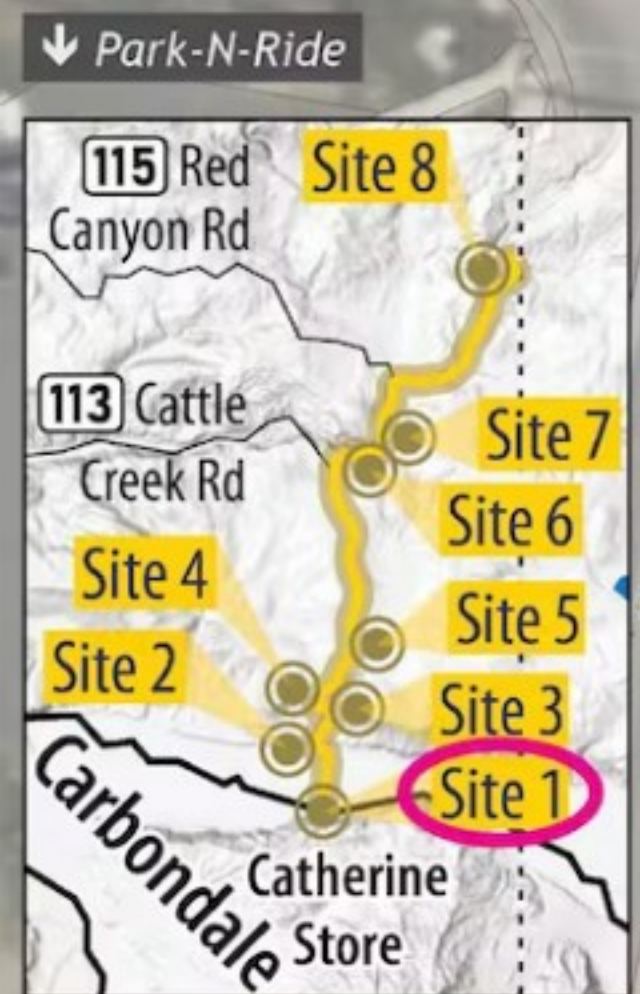 ↓ Park-N-Ride
115 Red
Canyon Rd
Site 8
113 Cattle
Creek Rd
Site 7
Site 6
Site 4
Site 5
Site 2
Site 3
Site 1
Carbondale
Catherine
Store